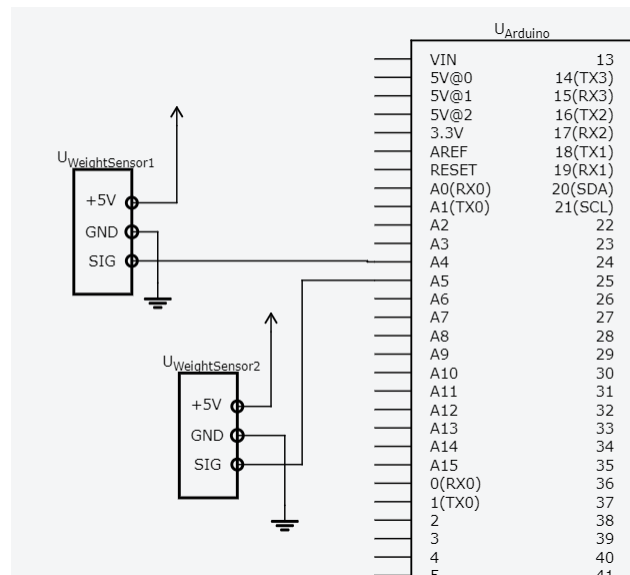 UArduino
VIN 13
5V@0 14(TX3)
5V@1 15(RX3)
5V@2 16(TX2)
3.3V 17(RX2)
AREF 18(TX1)
RESET 19(RX1)
A0(RX0) 20(SDA)
A1(TX0) 21(SCL)
A2 22
A3 23
A4 24
A5 25
A6 26
A7 27
A8 28
A9 29
A10 30
A11 31
A12 32
A13 33
A14 34
A15 35
0(RX0) 36
1(TX0) 37
2 38
3 39
4 40
5 41
UWeightSensor1
+5V
GND
SIG
UWeightSensor2
+5V
GND
SIG